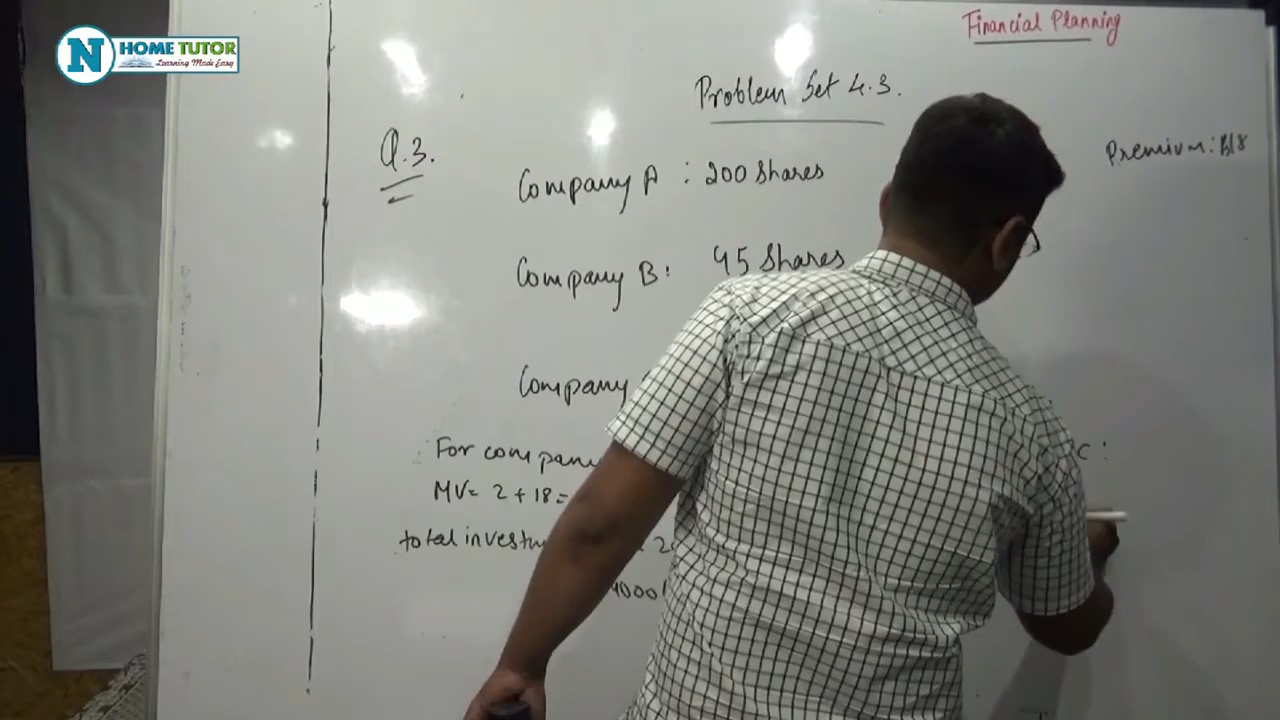 N HOME TUTOR
Learning Made Easy
Financial Planning
Problem Set 4.3.
Q.3.
Premium: 18
Company A : 200 Shares
Company B: 45 Shares
Company
For company
C :
MV= 2 + 18 =
total investm
4000